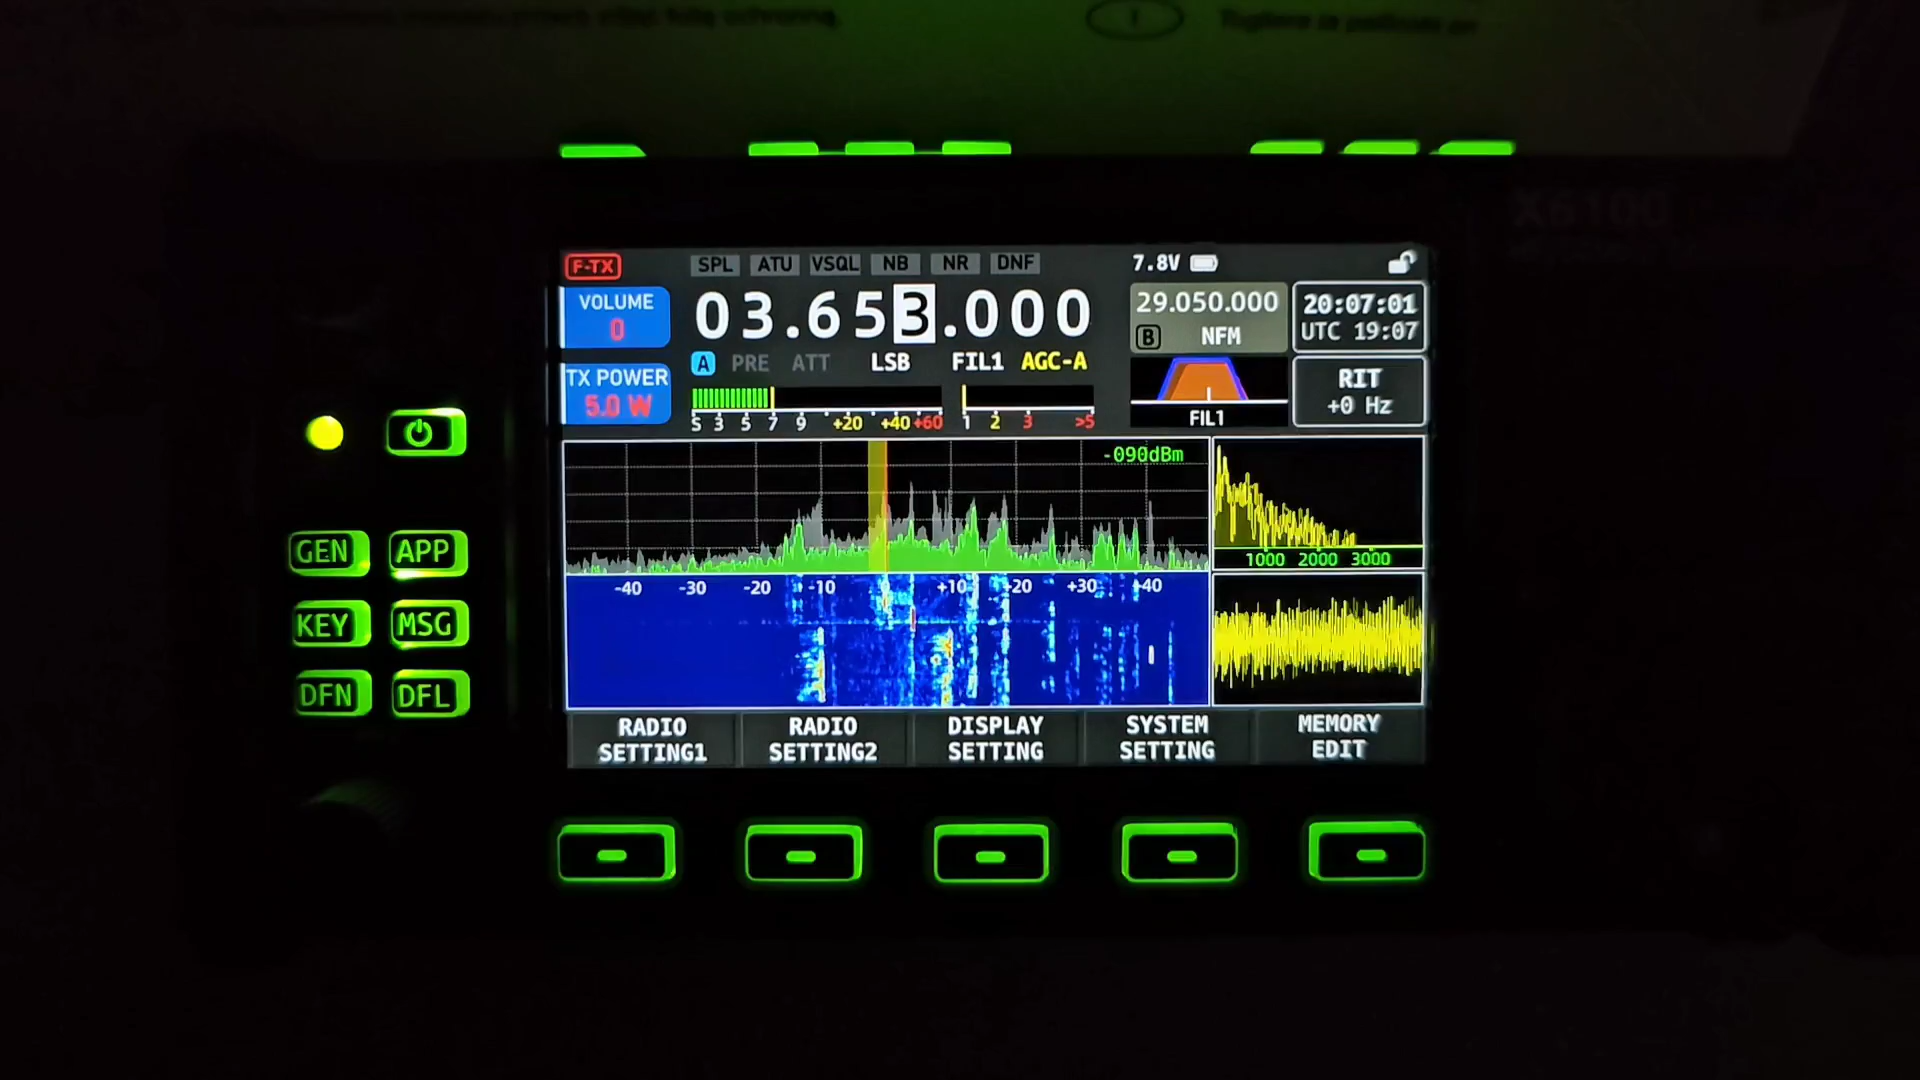 X6100
F-TX
SPL ATU VSQL NB NR DNF
7.8V
VOLUME
0
03.653.000
29.050.000
B NFM
20:07:01
UTC 19:07
A PRE ATT LSB FIL1 AGC-A
TX POWER
5.0 W
S 3 5 7 9 +20 +40 +60
1 2 3 >5
FIL1
RIT
+0 Hz
-090dBm
1000 2000 3000
-40 -30 -20 -10 0 +10 +20 +30 +40
GEN APP
KEY MSG
DFN DFL
RADIO
SETTING1
RADIO
SETTING2
DISPLAY
SETTING
SYSTEM
SETTING
MEMORY
EDIT